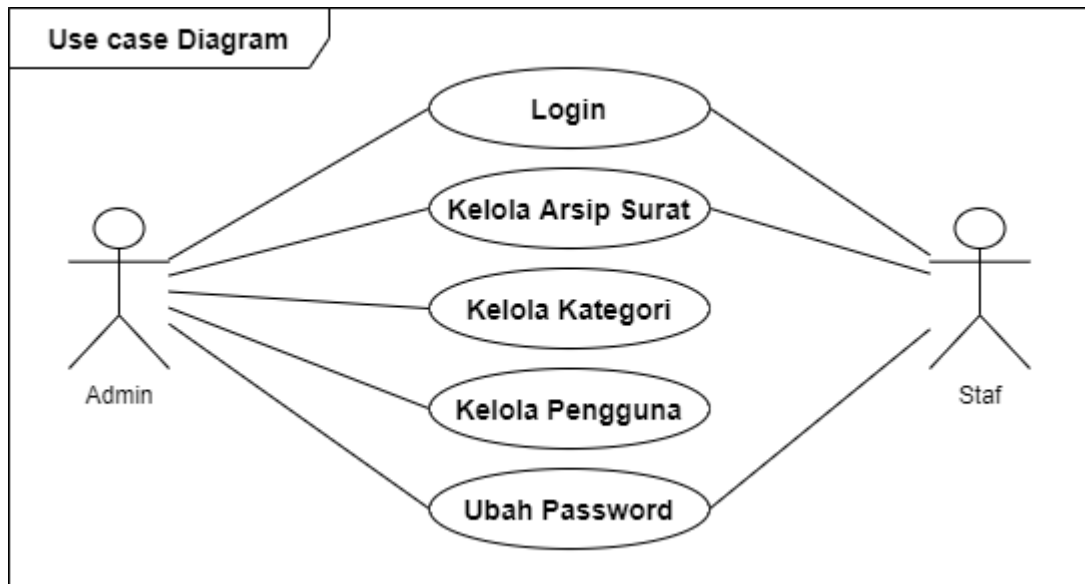 Use case Diagram
Login
Kelola Arsip Surat
Kelola Kategori
Kelola Pengguna
Ubah Password
Admin
Staf